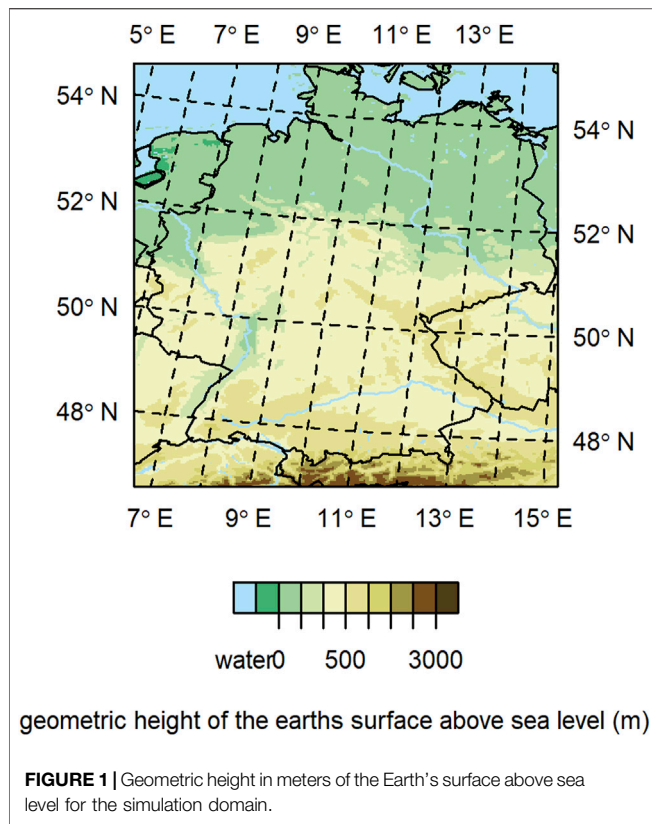 5° E 7° E 9° E 11° E 13° E
54° N 54° N
52° N 52° N
50° N 50° N
48° N 48° N
7° E 9° E 11° E 13° E 15° E
water0 500 3000
geometric height of the earths surface above sea level (m)
FIGURE 1 | Geometric height in meters of the Earth's surface above sea
level for the simulation domain.